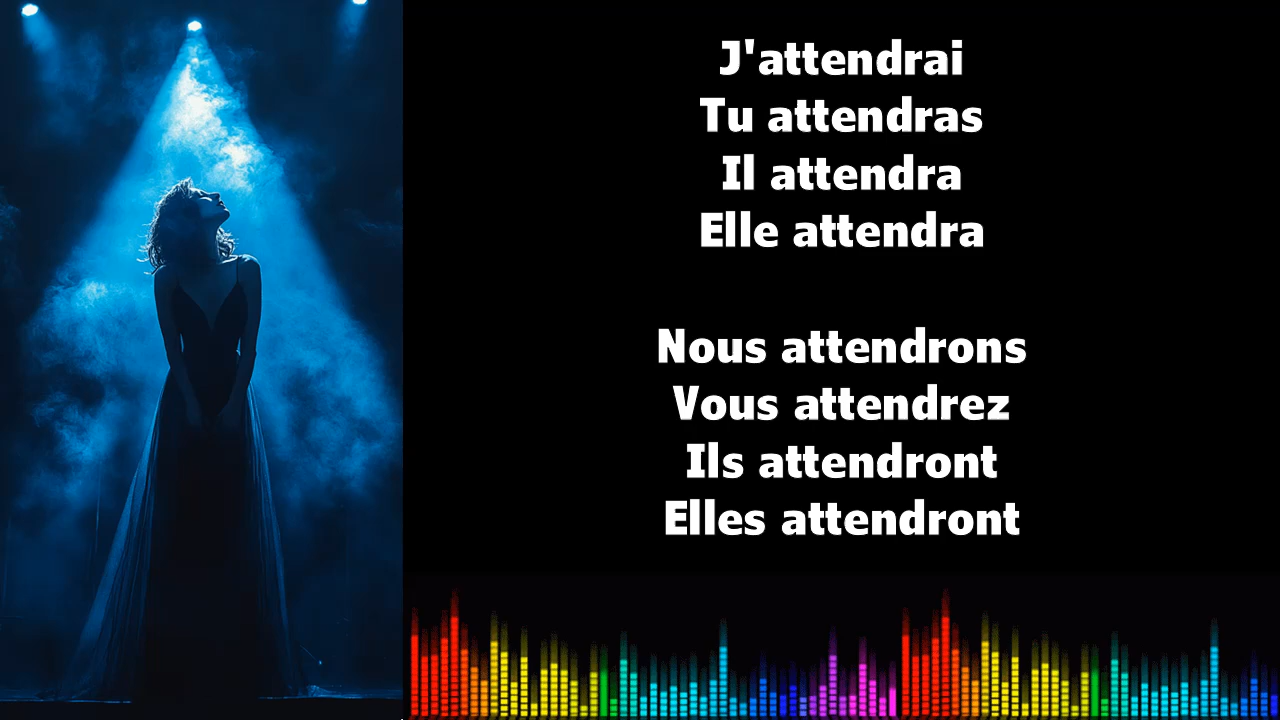 J'attendrai
Tu attendras
Il attendra
Elle attendra
Nous attendrons
Vous attendrez
Ils attendront
Elles attendront